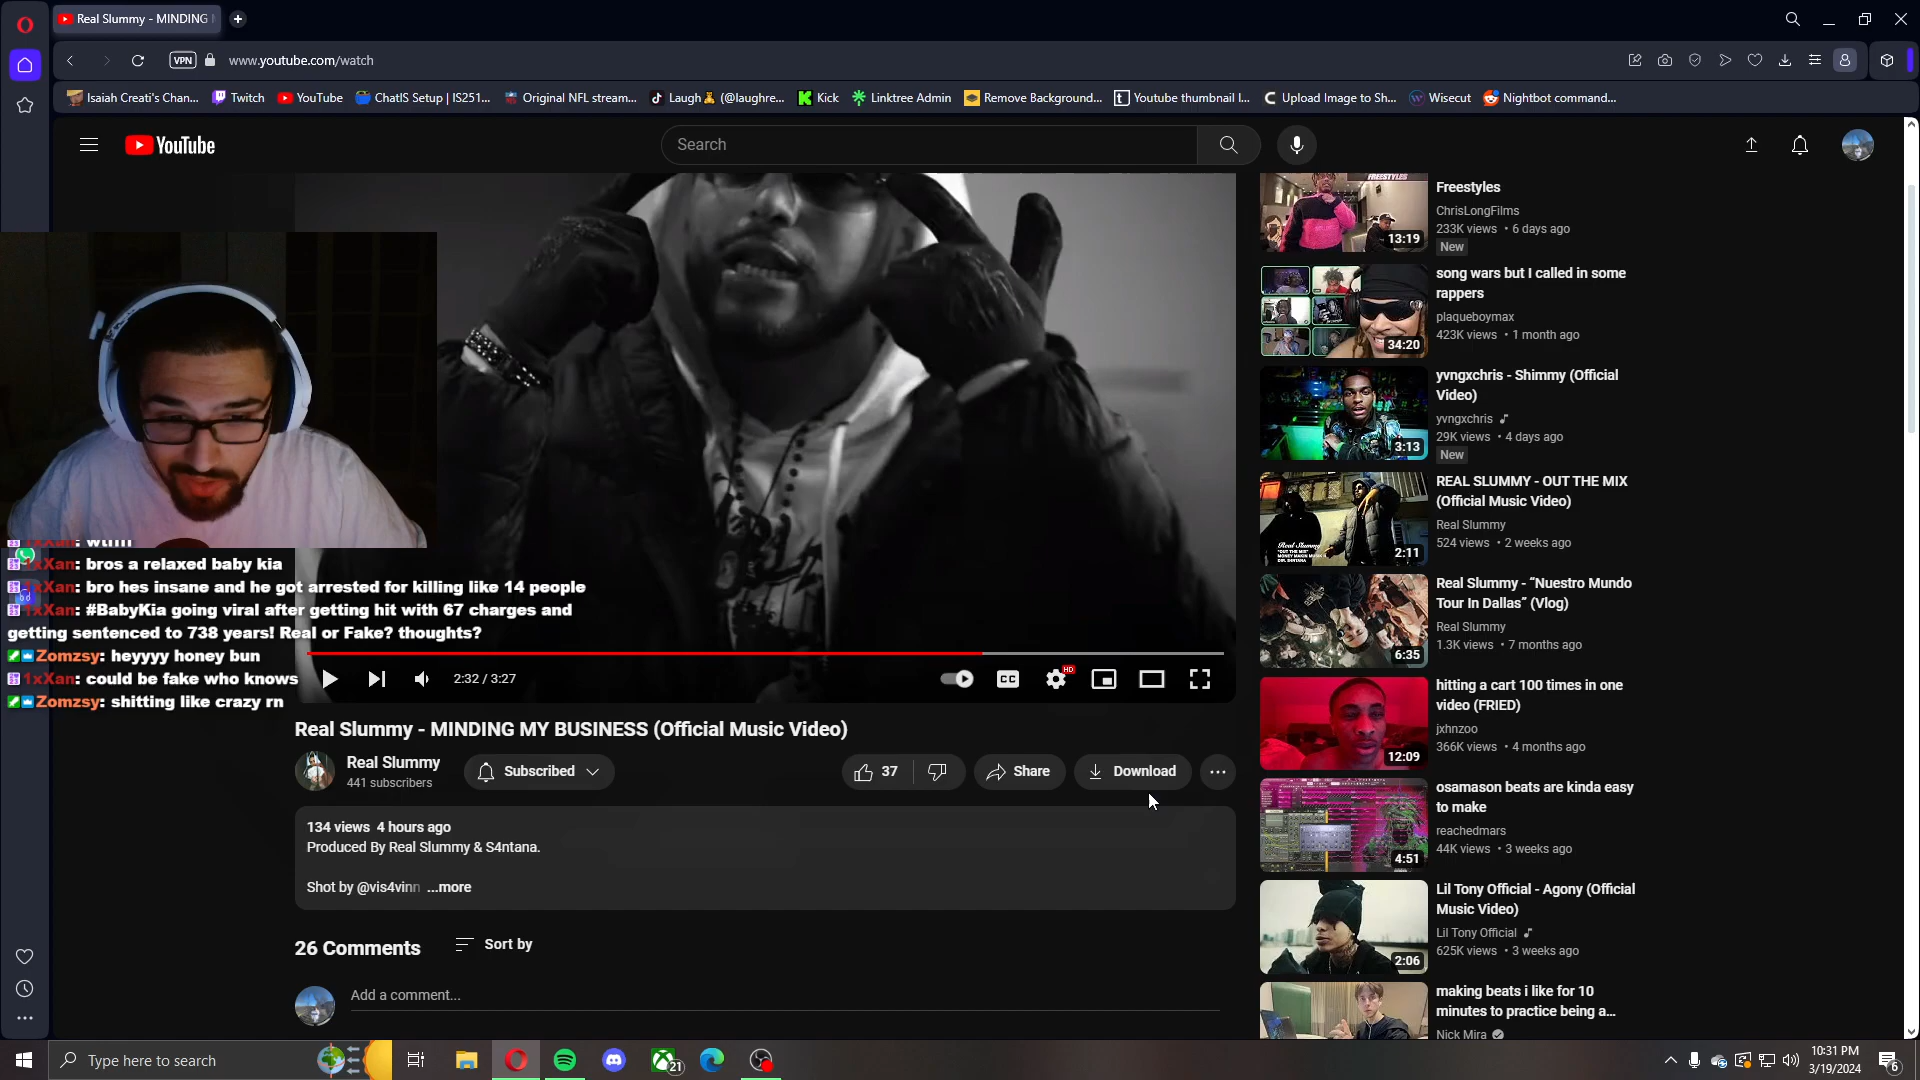 Real Slummy - MINDING
VPN
www.youtube.com/watch
Isaiah Creati's Chan...
Twitch
YouTube
ChatIS Setup | IS251...
Original NFL stream...
Laugh (@laughre...
Kick
Linktree Admin
Remove Background...
Youtube thumbnail I...
Upload Image to Sh...
Wisecut
Nightbot command...
YouTube
Search
FREESTYLES
13:19
Freestyles
ChrisLongFilms
233K views • 6 days ago
New
34:20
song wars but I called in some
rappers
plaqueboymax
423K views • 1 month ago
3:13
yvngxchris - Shimmy (Official
Video)
yvngxchris
29K views • 4 days ago
New
Real Slummy
2:11
REAL SLUMMY - OUT THE MIX
(Official Music Video)
Real Slummy
524 views • 2 weeks ago
6:35
Real Slummy - “Nuestro Mundo
Tour In Dallas” (Vlog)
Real Slummy
1.3K views • 7 months ago
12:09
hitting a cart 100 times in one
video (FRIED)
jxhnzoo
366K views • 4 months ago
4:51
osamason beats are kinda easy
to make
reachedmars
44K views • 3 weeks ago
2:06
Lil Tony Official - Agony (Official
Music Video)
Lil Tony Official
625K views • 3 weeks ago
making beats i like for 10
minutes to practice being a...
Nick Mira
1xXan: bros a relaxed baby kia
1xXan: bro hes insane and he got arrested for killing like 14 people
1xXan: #BabyKia going viral after getting hit with 67 charges and
getting sentenced to 738 years! Real or Fake? thoughts?
Zomzsy: heyyyy honey bun
1xXan: could be fake who knows
Zomzsy: shitting like crazy rn
2:32 / 3:27
CC
HD
Real Slummy - MINDING MY BUSINESS (Official Music Video)
Real Slummy
441 subscribers
Subscribed
37
Share
Download
134 views 4 hours ago
Produced By Real Slummy & S4ntana.
Shot by @vis4vinn ...more
26 Comments
Sort by
Add a comment...
Type here to search
21
10:31 PM
3/19/2024
6